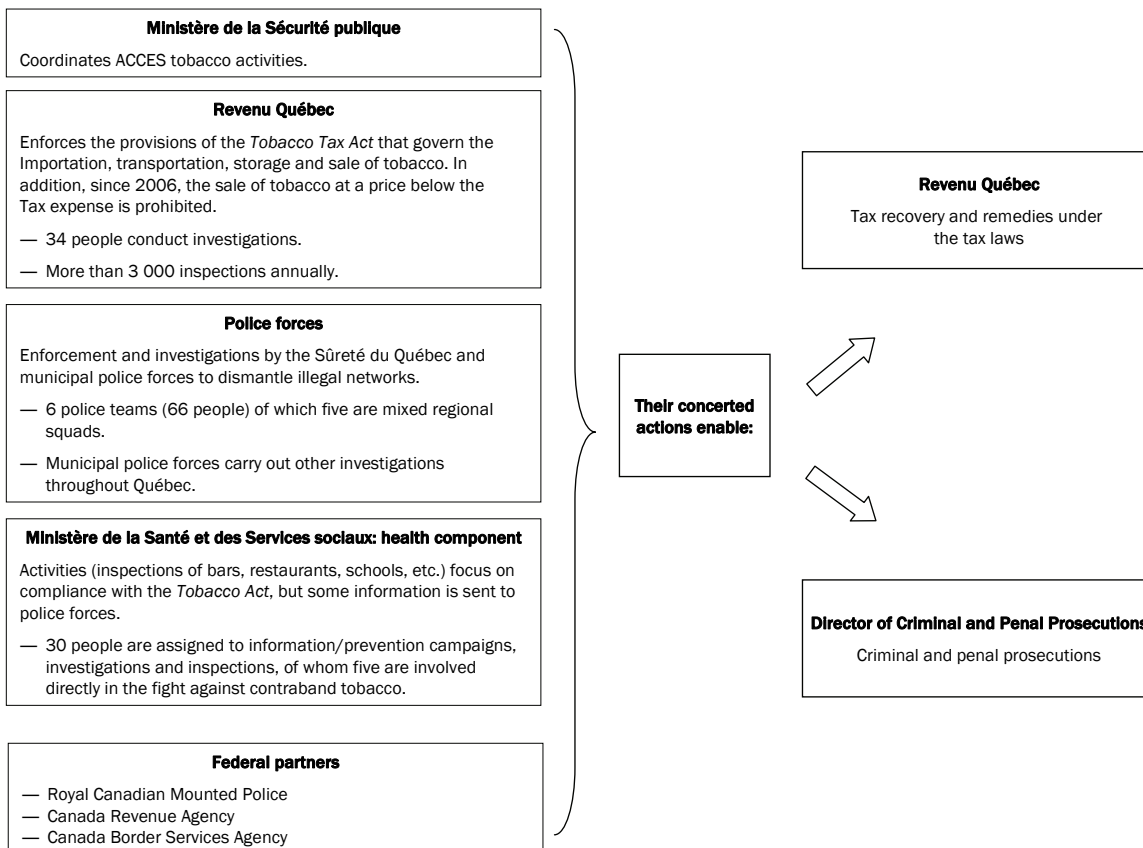 Ministère de la Sécurité publique
Coordinates ACCES tobacco activities.
Revenu Québec
Enforces the provisions of the Tobacco Tax Act that govern the
Importation, transportation, storage and sale of tobacco. In
addition, since 2006, the sale of tobacco at a price below the
Tax expense is prohibited.
— 34 people conduct investigations.
— More than 3 000 inspections annually.
Police forces
Enforcement and investigations by the Sûreté du Québec and
municipal police forces to dismantle illegal networks.
— 6 police teams (66 people) of which five are mixed regional
squads.
— Municipal police forces carry out other investigations
throughout Québec.
Ministère de la Santé et des Services sociaux: health component
Activities (inspections of bars, restaurants, schools, etc.) focus on
compliance with the Tobacco Act, but some information is sent to
police forces.
— 30 people are assigned to information/prevention campaigns,
investigations and inspections, of whom five are involved
directly in the fight against contraband tobacco.
Federal partners
— Royal Canadian Mounted Police
— Canada Revenue Agency
— Canada Border Services Agency
Their concerted
actions enable:
Revenu Québec
Tax recovery and remedies under
the tax laws
Director of Criminal and Penal Prosecutions
Criminal and penal prosecutions